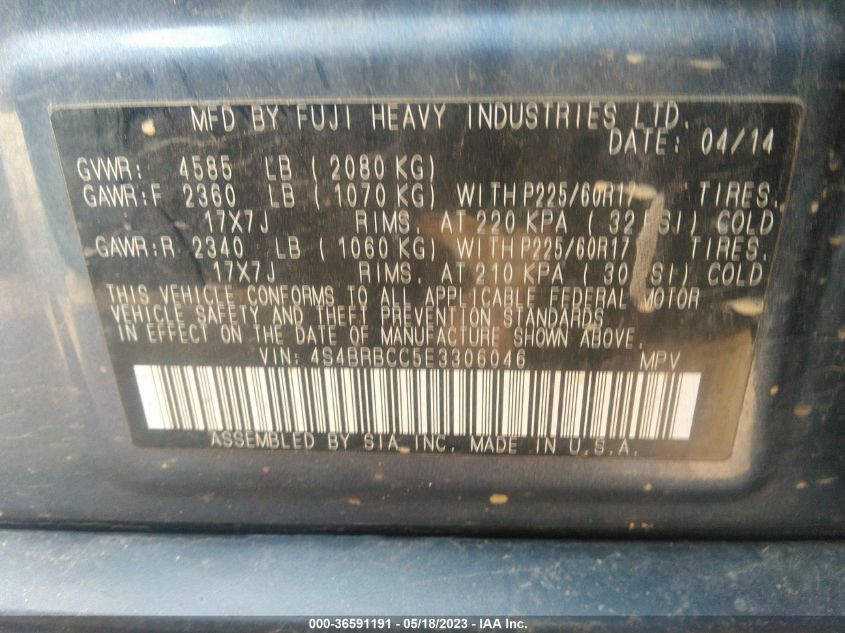 MFD BY FUJI HEAVY INDUSTRIES LTD.
DATE: 04/14
GVWR: 4585 LB (2080 KG)
GAWR:F 2360 LB (1070 KG) WITH P225/60R17 TIRES.
17X7J RIMS. AT 220 KPA (32 SI) COLD
GAWR:R 2340 LB (1060 KG) WITH P225/60R17 TIRES.
17X7J RIMS. AT 210 KPA (30 SI) COLD
THIS VEHICLE CONFORMS TO ALL APPLICABLE FEDERAL MOTOR
VEHICLE SAFETY AND THEFT PREVENTION STANDARDS
IN EFFECT ON THE DATE OF MANUFACTURE SHOWN ABOVE.
VIN: 4S4BRBCC5E3306046 MPV
ASSEMBLED BY SIA, INC. MADE IN U.S.A.
000-36591191 - 05/18/2023 - IAA Inc.